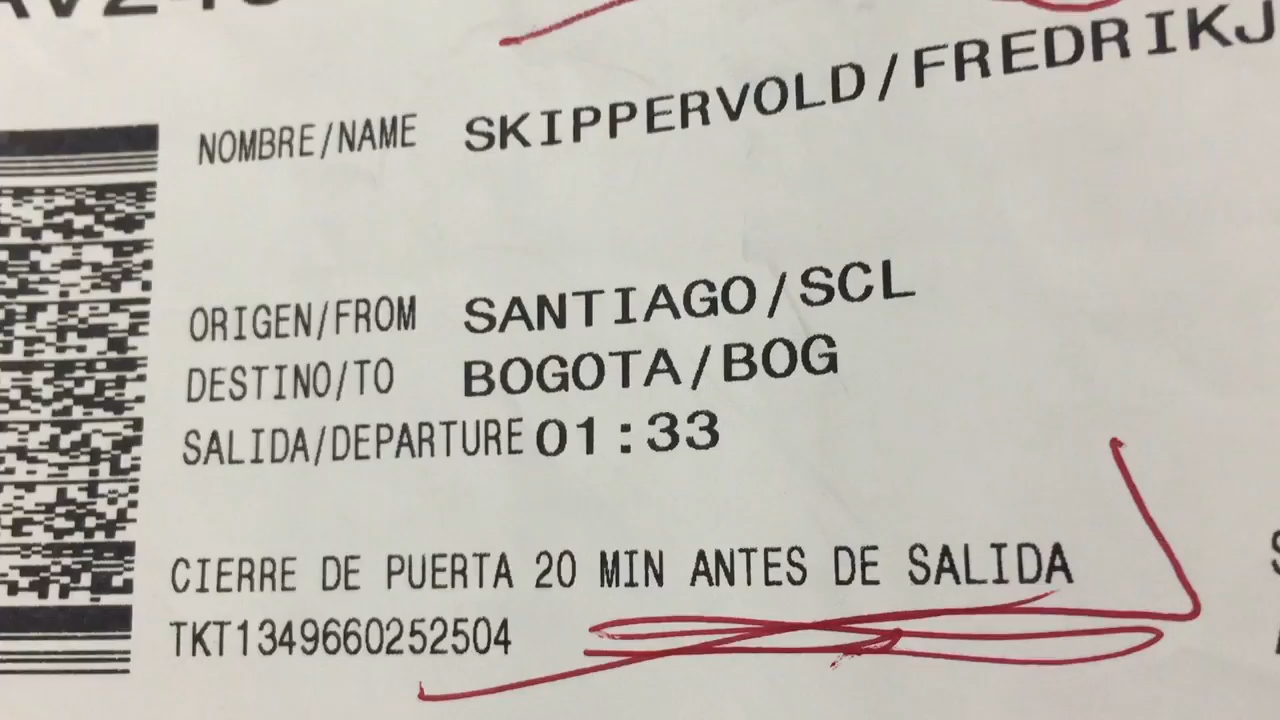 NOMBRE/NAME SKIPPERVOLD/FREDRIKJ
ORIGEN/FROM SANTIAGO/SCL
DESTINO/TO BOGOTA/BOG
SALIDA/DEPARTURE 01:33
CIERRE DE PUERTA 20 MIN ANTES DE SALIDA
TKT1349660252504